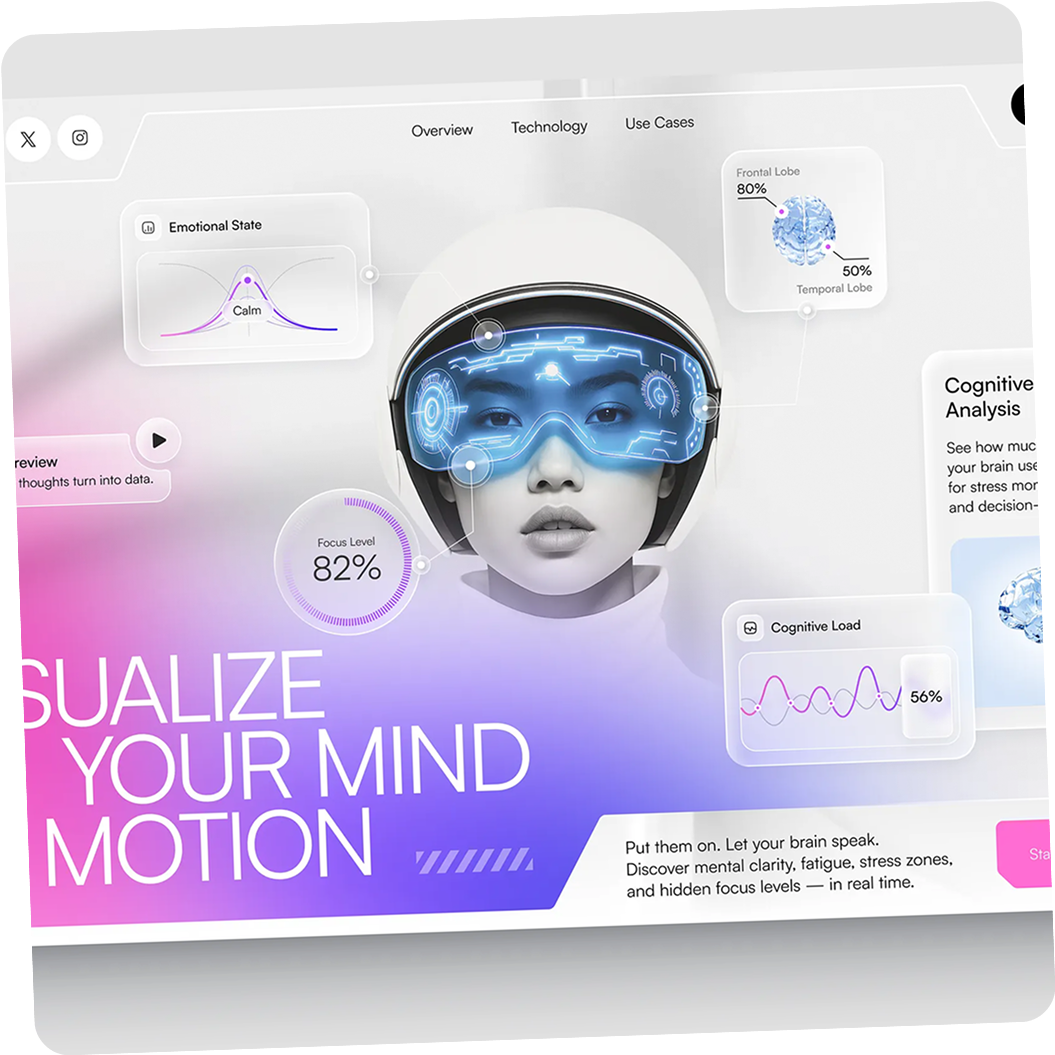 Overview
Technology
Use Cases
Emotional State
Calm
Frontal Lobe
80%
50%
Temporal Lobe
Cognitive
Analysis
See how muc
your brain use
for stress mor
and decision-
review
thoughts turn into data.
Focus Level
82%
Cognitive Load
56%
SUALIZE
YOUR MIND
MOTION
Put them on. Let your brain speak.
Discover mental clarity, fatigue, stress zones,
and hidden focus levels — in real time.
Sta